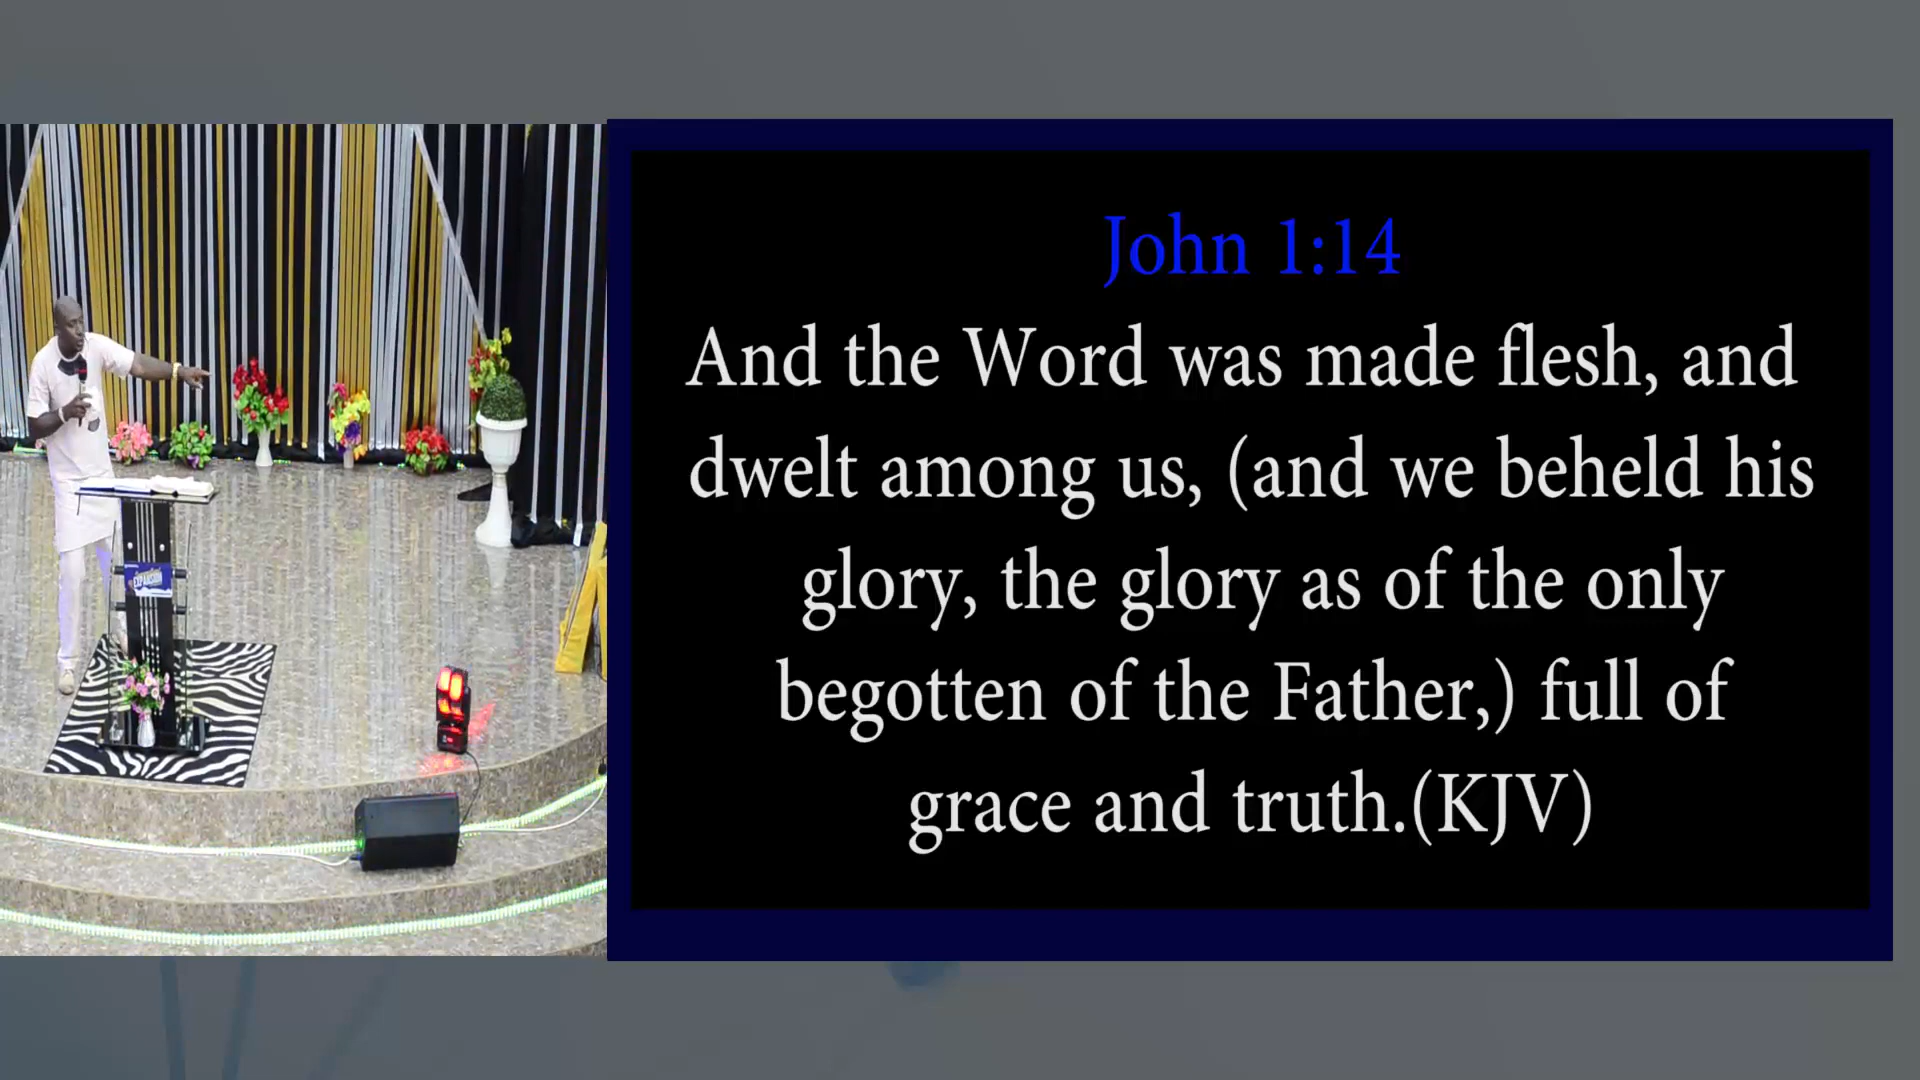 John 1:14
And the Word was made flesh, and
dwelt among us, (and we beheld his
glory, the glory as of the only
begotten of the Father,) full of
grace and truth.(KJV)
EXPANSION